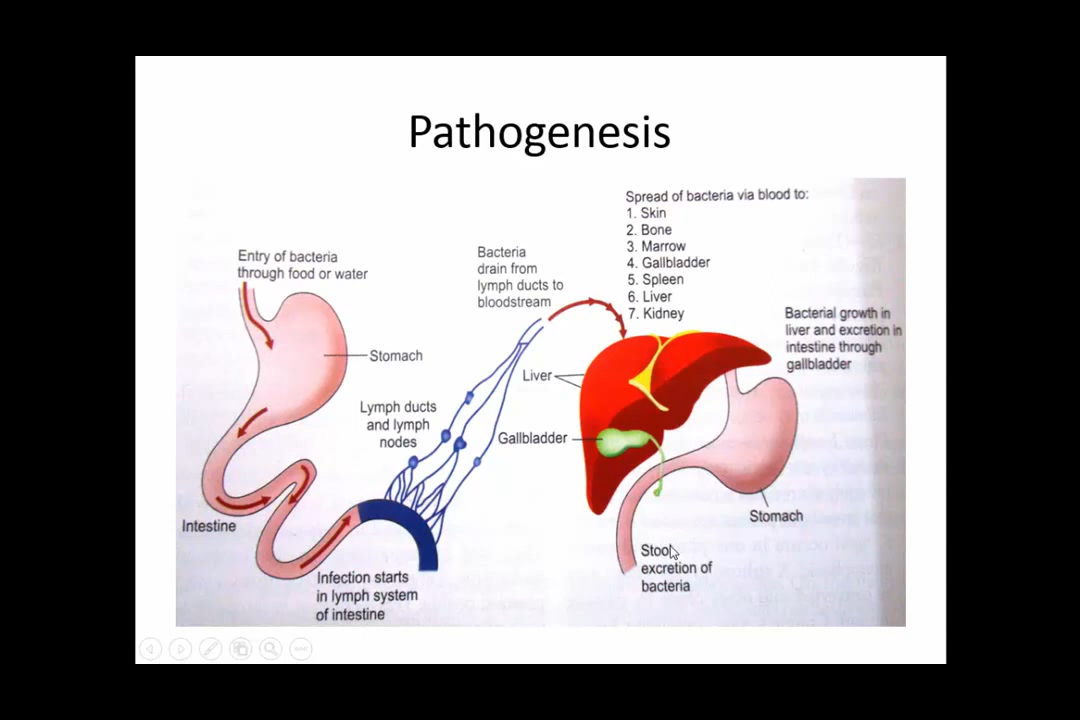 Pathogenesis
Entry of bacteria
through food or water
Stomach
Intestine
Infection starts
in lymph system
of intestine
Lymph ducts
and lymph
nodes
Bacteria
drain from
lymph ducts to
bloodstream
Spread of bacteria via blood to:
1. Skin
2. Bone
3. Marrow
4. Gallbladder
5. Spleen
6. Liver
7. Kidney
Liver
Gallbladder
Bacterial growth in
liver and excretion in
intestine through
gallbladder
Stomach
Stool
excretion of
bacteria